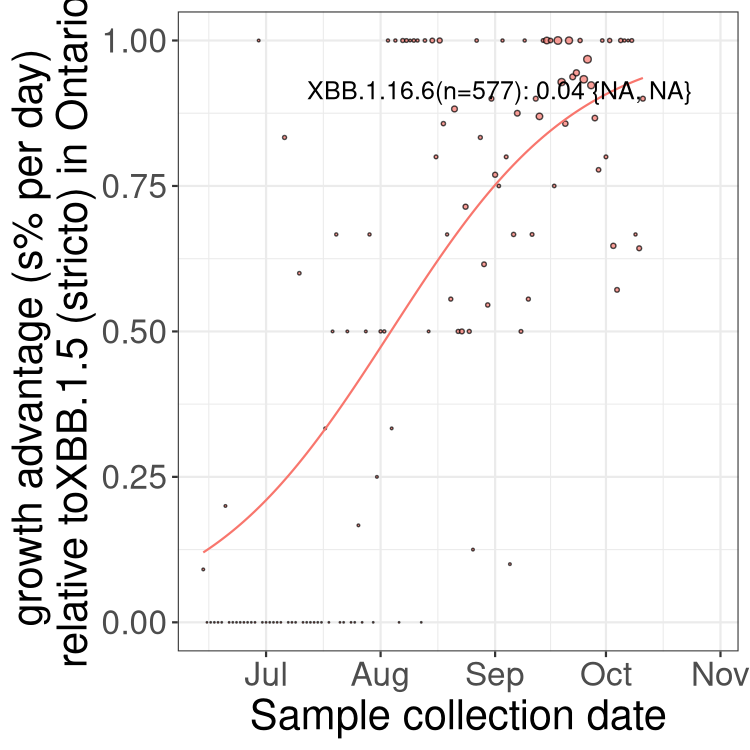 growth advantage (s% per day)
relative toXBB.1.5 (stricto) in Ontario
1.00
0.75
0.50
0.25
0.00
XBB.1.16.6(n=577): 0.04 {NA, NA}
Jul Aug Sep Oct Nov
Sample collection date